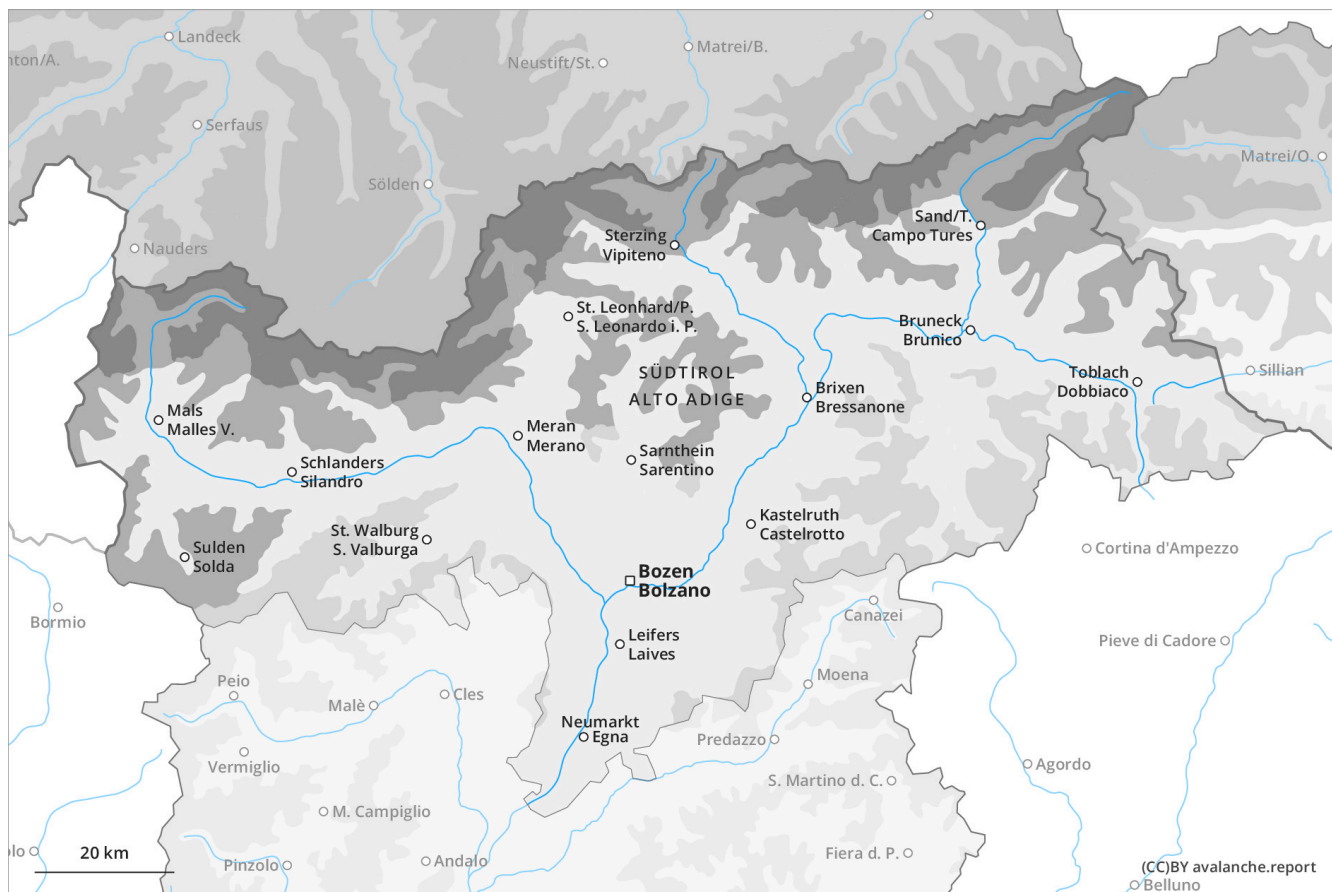 Landeck
nton/A.
Neustift/St.
Matrei/B.
Serfaus
Matrei/O.
Sölden
Nauders
Sand/T.
Campo Tures
Sterzing
Vipiteno
St. Leonhard/P.
S. Leonardo i. P.
Bruneck
Brunico
SÜDTIROL
ALTO ADIGE
Toblach
Dobbiaco
Sillian
Brixen
Bressanone
Mals
Malles V.
Meran
Merano
Schlanders
Silandro
Sarnthein
Sarentino
Kastelruth
Castelrotto
St. Walburg
S. Valburga
Sulden
Solda
Cortina d'Ampezzo
Bozen
Bolzano
Bormio
Canazei
Leifers
Laives
Pieve di Cadore
Peio
Moena
Cles
Malè
Neumarkt
Egna
Predazzo
Vermiglio
Agordo
S. Martino d. C.
M. Campiglio
olo
20 km
Pinzolo
Andalo
Fiera d. P.
(CC)BY avalanche.report
Belluno